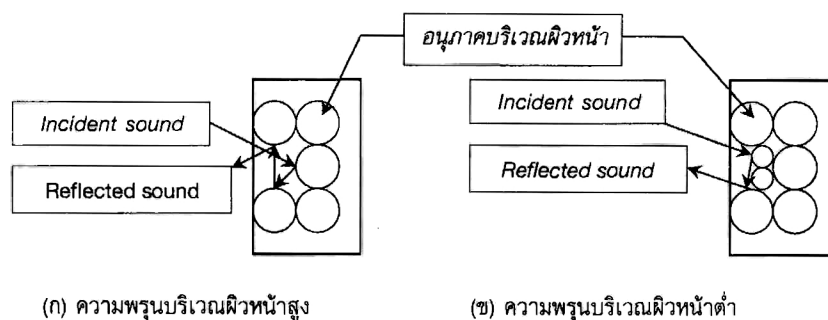 อนุภาคบริเวณผิวหน้า
Incident sound
Reflected sound
Incident sound
Reflected sound
(ก) ความพรุนบริเวณผิวหน้าสูง
(ข) ความพรุนบริเวณผิวหน้าต่ำ